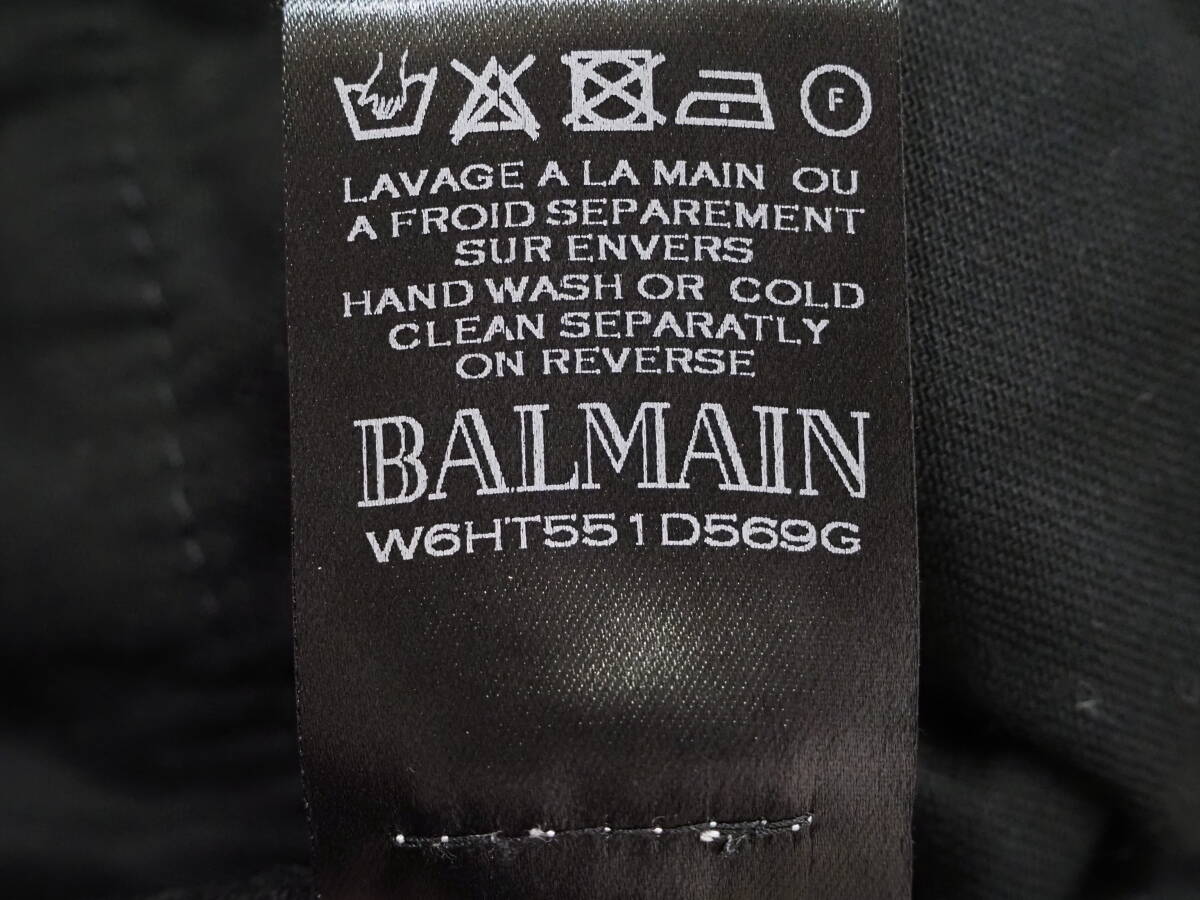 F
LAVAGE A LA MAIN OU
A FROID SEPAREMENT
SUR ENVERS
HAND WASH OR COLD
CLEAN SEPARATLY
ON REVERSE
BALMAIN
W6HT551D569G